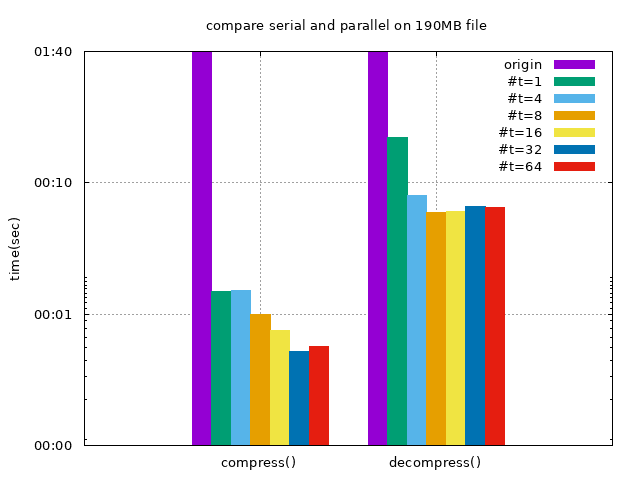 compare serial and parallel on 190MB file
01:40
00:10
00:01
00:00
time(sec)
origin
#t=1
#t=4
#t=8
#t=16
#t=32
#t=64
compress()
decompress()